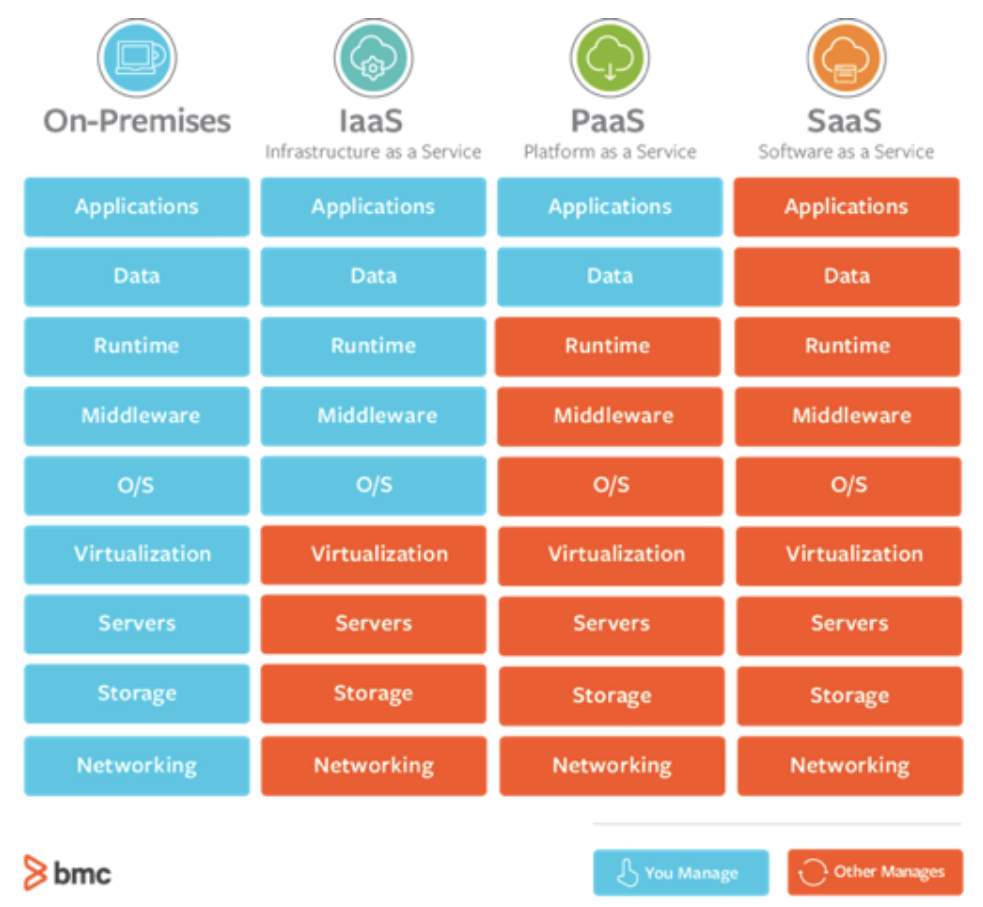 On-Premises IaaS PaaS SaaS
Infrastructure as a Service Platform as a Service Software as a Service
Applications Applications Applications Applications
Data Data Data Data
Runtime Runtime Runtime Runtime
Middleware Middleware Middleware Middleware
O/S O/S O/S O/S
Virtualization Virtualization Virtualization Virtualization
Servers Servers Servers Servers
Storage Storage Storage Storage
Networking Networking Networking Networking
bmc You Manage Other Manages